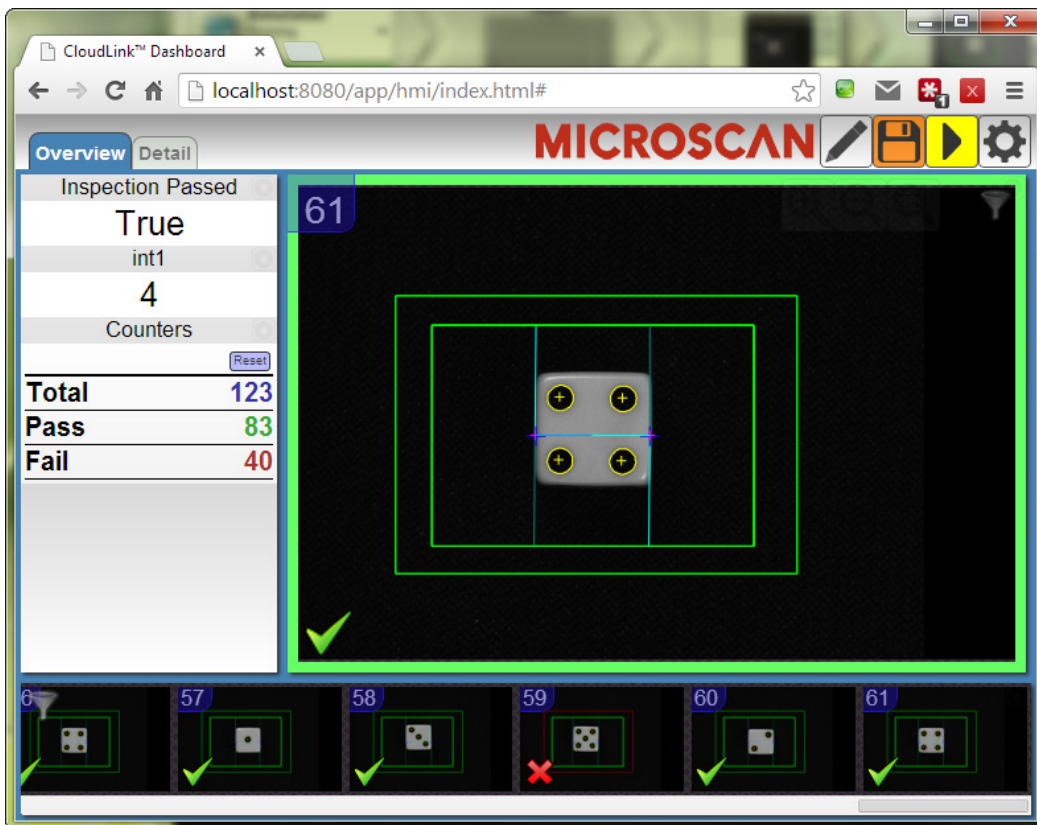 CloudLink™ Dashboard
localhost:8080/app/hmi/index.html#
1
Overview Detail
MICROSCAN
Inspection Passed
True
int1
4
Counters
Reset
Total 123
Pass 83
Fail 40
61
57
58
59
60
61